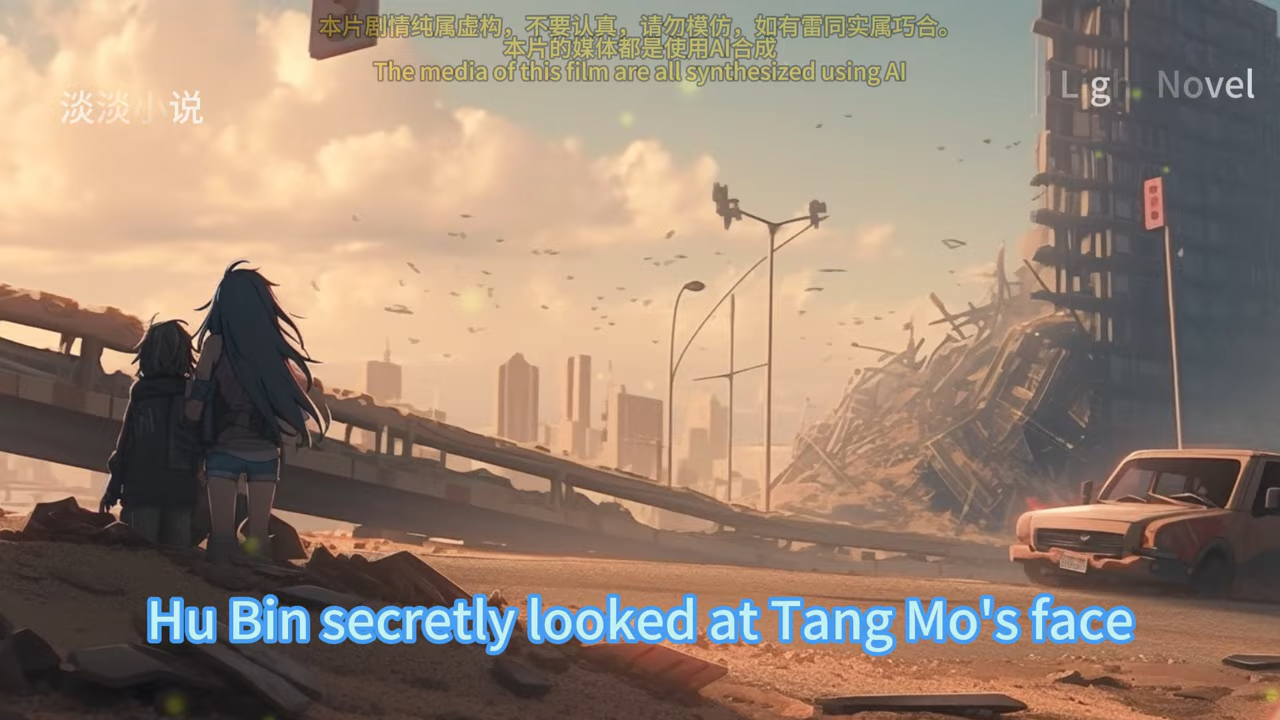 本片剧情纯属虚构，不要认真，请勿模仿，如有雷同实属巧合。
本片的媒体都是使用AI合成
The media of this film are all synthesized using AI
淡淡小说
Light Novel
Hu Bin secretly looked at Tang Mo's face